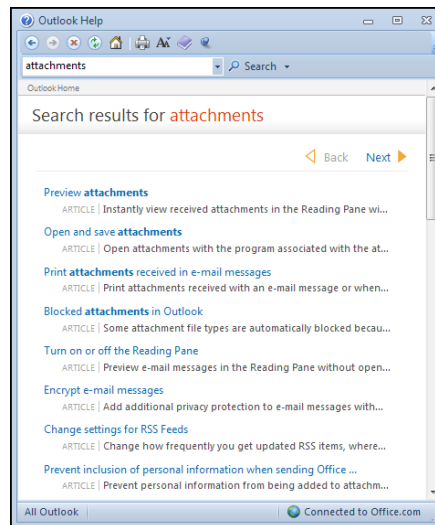 Outlook Help
attachments
Search
Outlook Home
Search results for attachments
Back Next
Preview attachments
ARTICLE | Instantly view received attachments in the Reading Pane wi...
Open and save attachments
ARTICLE | Open attachments with the program associated with the at...
Print attachments received in e-mail messages
ARTICLE | Print attachments received with an e-mail message or when...
Blocked attachments in Outlook
ARTICLE | Some attachment file types are automatically blocked becau...
Turn on or off the Reading Pane
ARTICLE | Preview e-mail messages in the Reading Pane without open...
Encrypt e-mail messages
ARTICLE | Add additional privacy protection to e-mail messages with...
Change settings for RSS Feeds
ARTICLE | Change how frequently you get updated RSS items, where...
Prevent inclusion of personal information when sending Office ...
ARTICLE | Prevent personal information from being added to attachm...
All Outlook Connected to Office.com